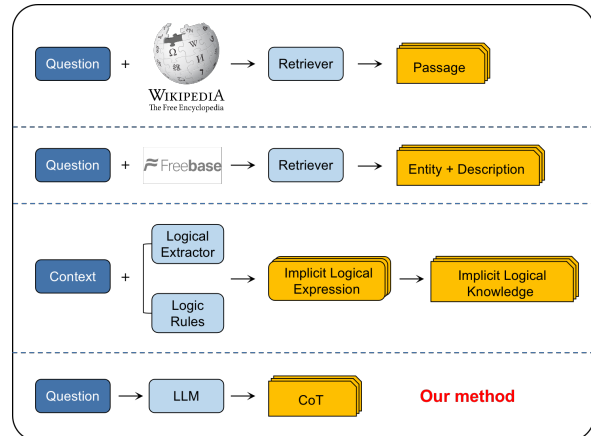 Question + WIKIPEDIA The Free Encyclopedia Retriever Passage
Question + Freebase Retriever Entity + Description
Context + Logical Extractor
Logic Rules
Implicit Logical Expression
Implicit Logical Knowledge
Question LLM CoT Our method